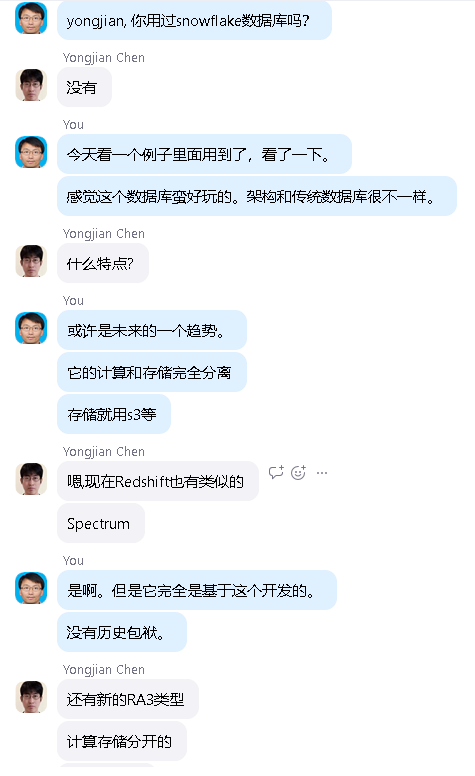 yongjian, 你用过snowflake数据库吗?
Yongjian Chen
没有
You
今天看一个例子里面用到了，看了一下。
感觉这个数据库蛮好玩的。架构和传统数据库很不一样。
Yongjian Chen
什么特点?
You
或许是未来的一个趋势。
它的计算和存储完全分离
存储就用s3等
Yongjian Chen
嗯,现在Redshift也有类似的
Spectrum
You
是啊。但是它完全是基于这个开发的。
没有历史包袱。
Yongjian Chen
还有新的RA3类型
计算存储分开的